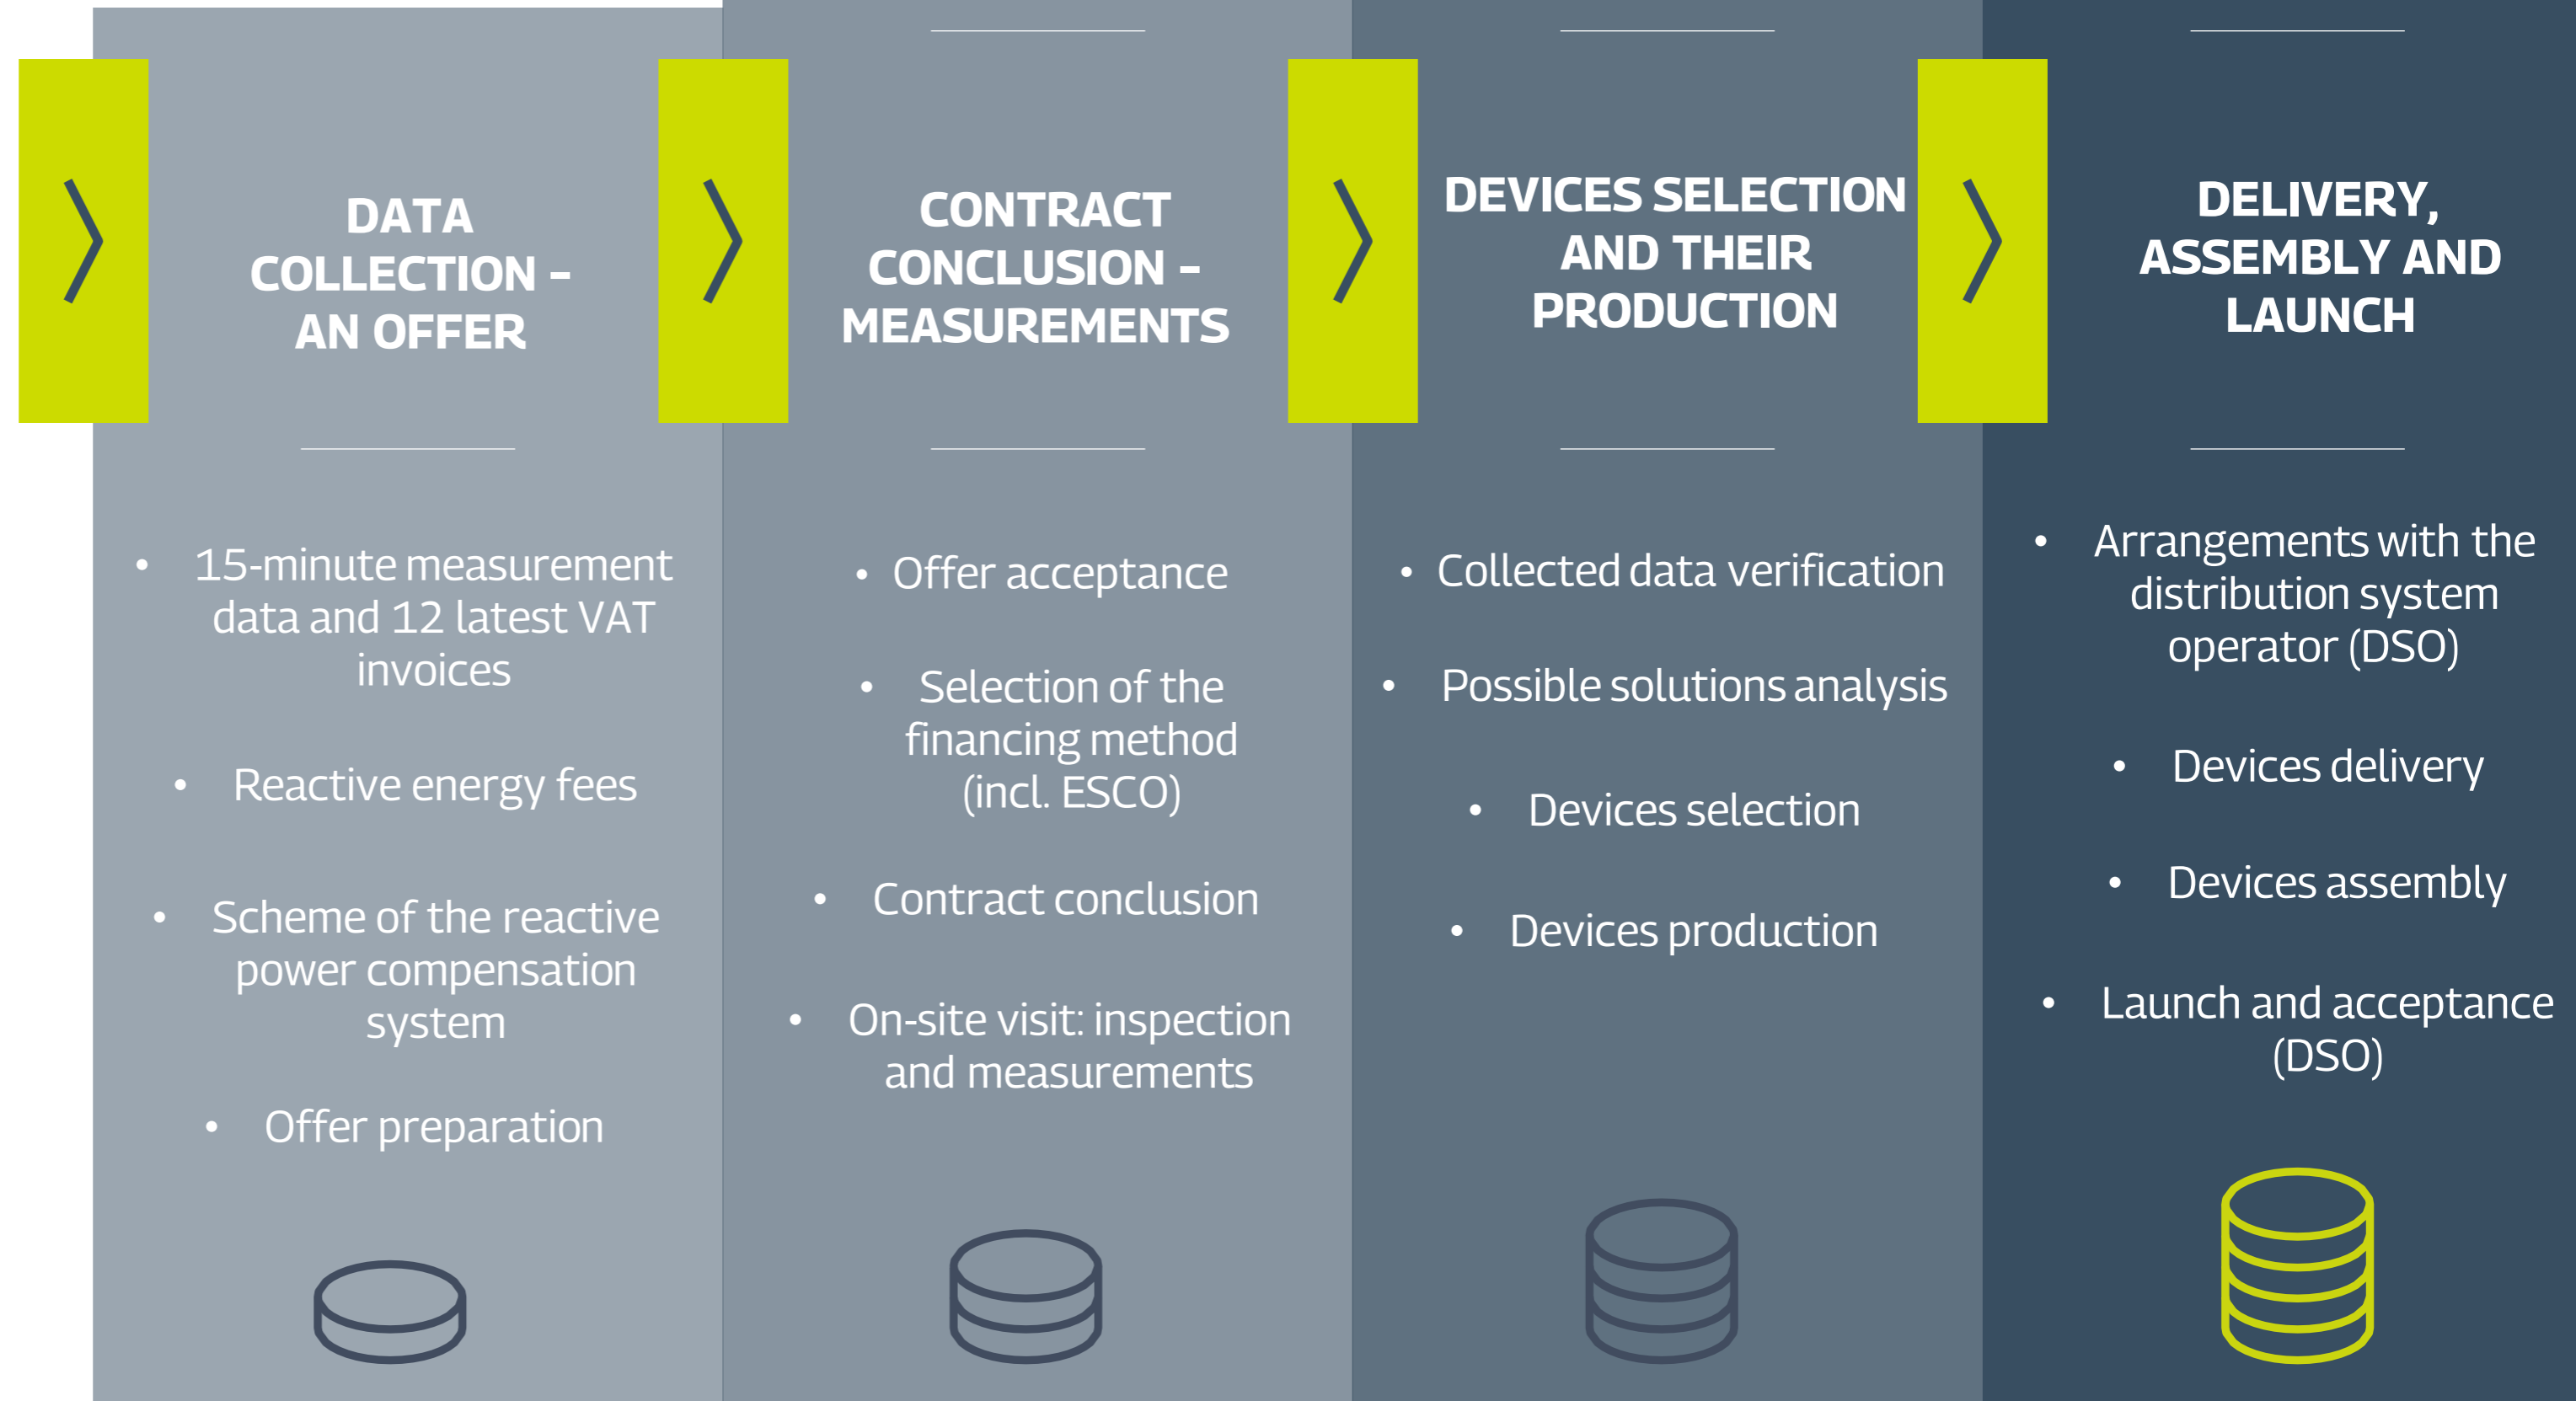 DATA
COLLECTION –
AN OFFER
• 15-minute measurement
data and 12 latest VAT
invoices
• Reactive energy fees
• Scheme of the reactive
power compensation
system
• Offer preparation
CONTRACT
CONCLUSION –
MEASUREMENTS
• Offer acceptance
• Selection of the
financing method
(incl. ESCO)
• Contract conclusion
• On-site visit: inspection
and measurements
DEVICES SELECTION
AND THEIR
PRODUCTION
• Collected data verification
• Possible solutions analysis
• Devices selection
• Devices production
DELIVERY,
ASSEMBLY AND
LAUNCH
• Arrangements with the
distribution system
operator (DSO)
• Devices delivery
• Devices assembly
• Launch and acceptance
(DSO)